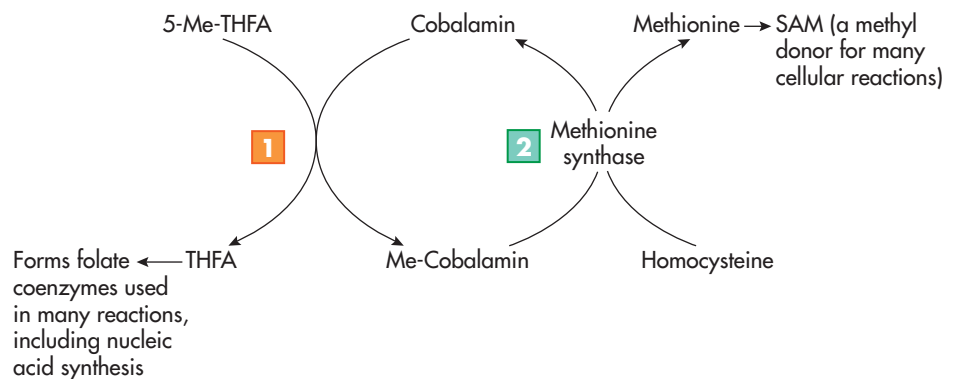 5-Me-THFA
Cobalamin
Methionine
SAM (a methyl
donor for many
cellular reactions)
1
2
Methionine
synthase
Forms folate
coenzymes used
in many reactions,
including nucleic
acid synthesis
THFA
Me-Cobalamin
Homocysteine